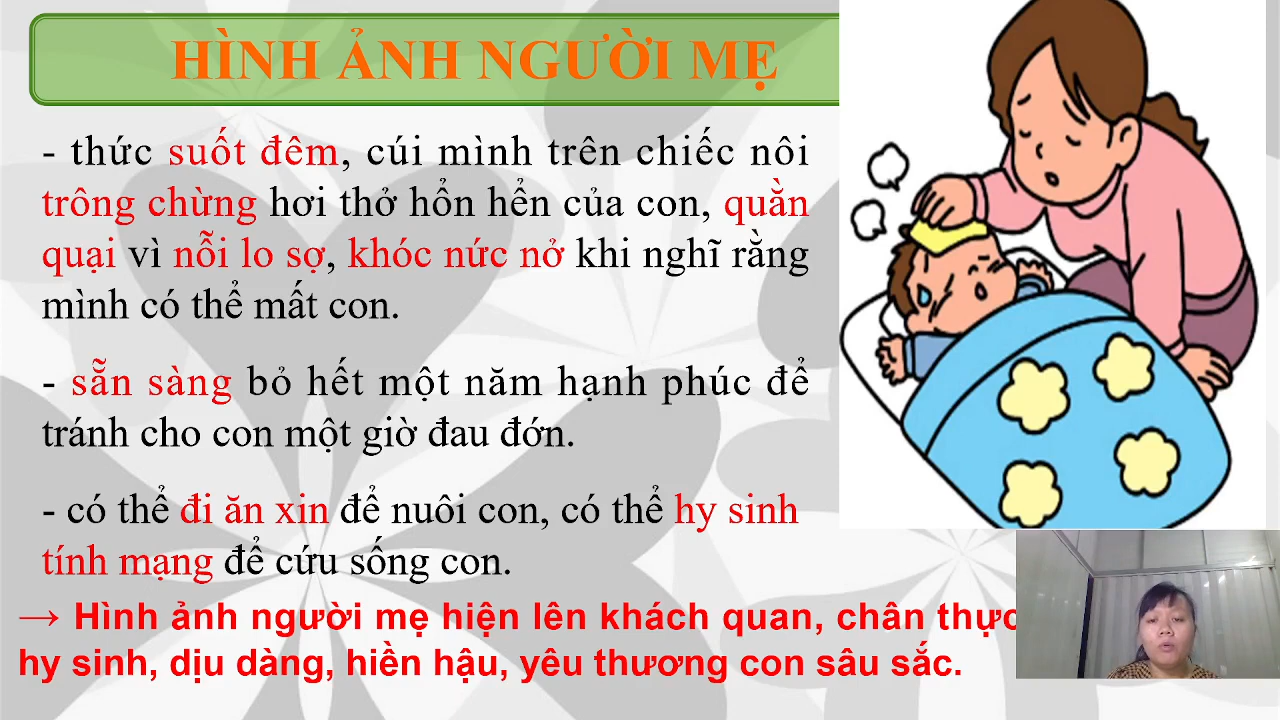 HÌNH ẢNH NGƯỜI MẸ
- thức suốt đêm, cúi mình trên chiếc nôi
trông chừng hơi thở hổn hển của con, quằn
quại vì nỗi lo sợ, khóc nức nở khi nghĩ rằng
mình có thể mất con.
- sẵn sàng bỏ hết một năm hạnh phúc để
tránh cho con một giờ đau đớn.
- có thể đi ăn xin để nuôi con, có thể hy sinh
tính mạng để cứu sống con.
→ Hình ảnh người mẹ hiện lên khách quan, chân thực
hy sinh, dịu dàng, hiền hậu, yêu thương con sâu sắc.